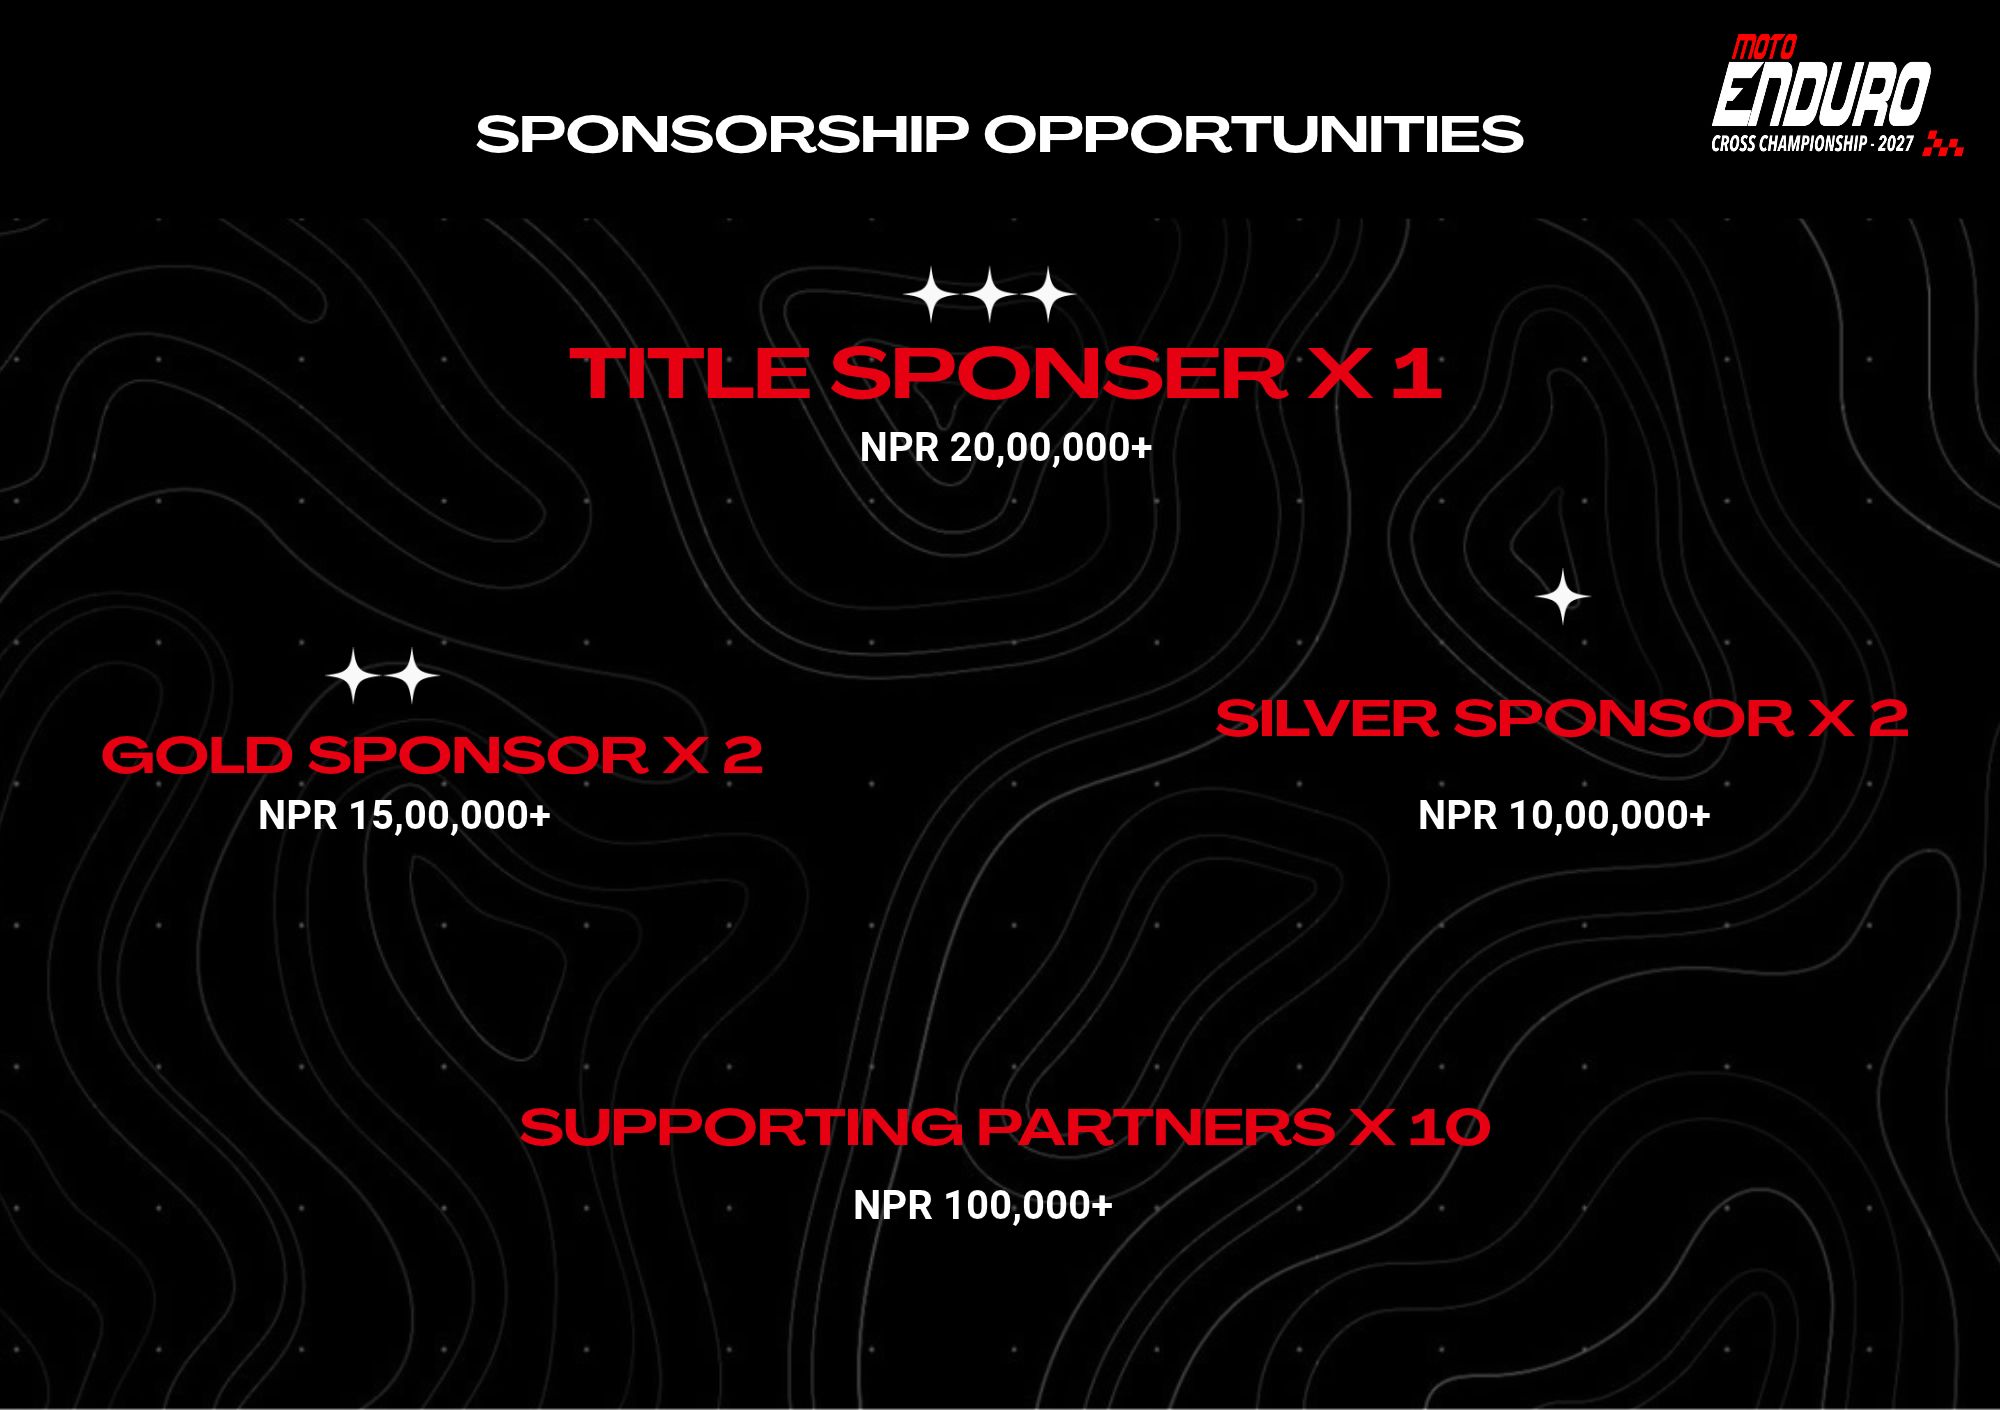 MOTO
ENDURO
CROSS CHAMPIONSHIP - 2027
SPONSORSHIP OPPORTUNITIES
TITLE SPONSER X 1
NPR 20,00,000+
GOLD SPONSOR X 2
NPR 15,00,000+
SILVER SPONSOR X 2
NPR 10,00,000+
SUPPORTING PARTNERS X 10
NPR 100,000+